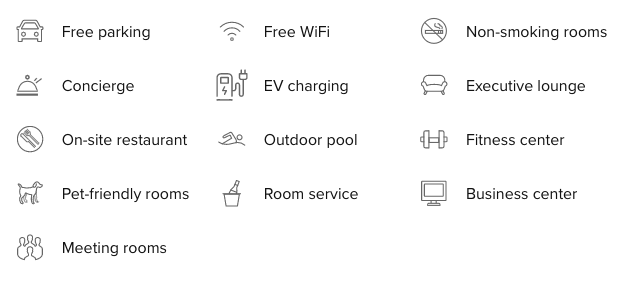 Free parking
Free WiFi
Non-smoking rooms
Concierge
EV charging
Executive lounge
On-site restaurant
Outdoor pool
Fitness center
Pet-friendly rooms
Room service
Business center
Meeting rooms